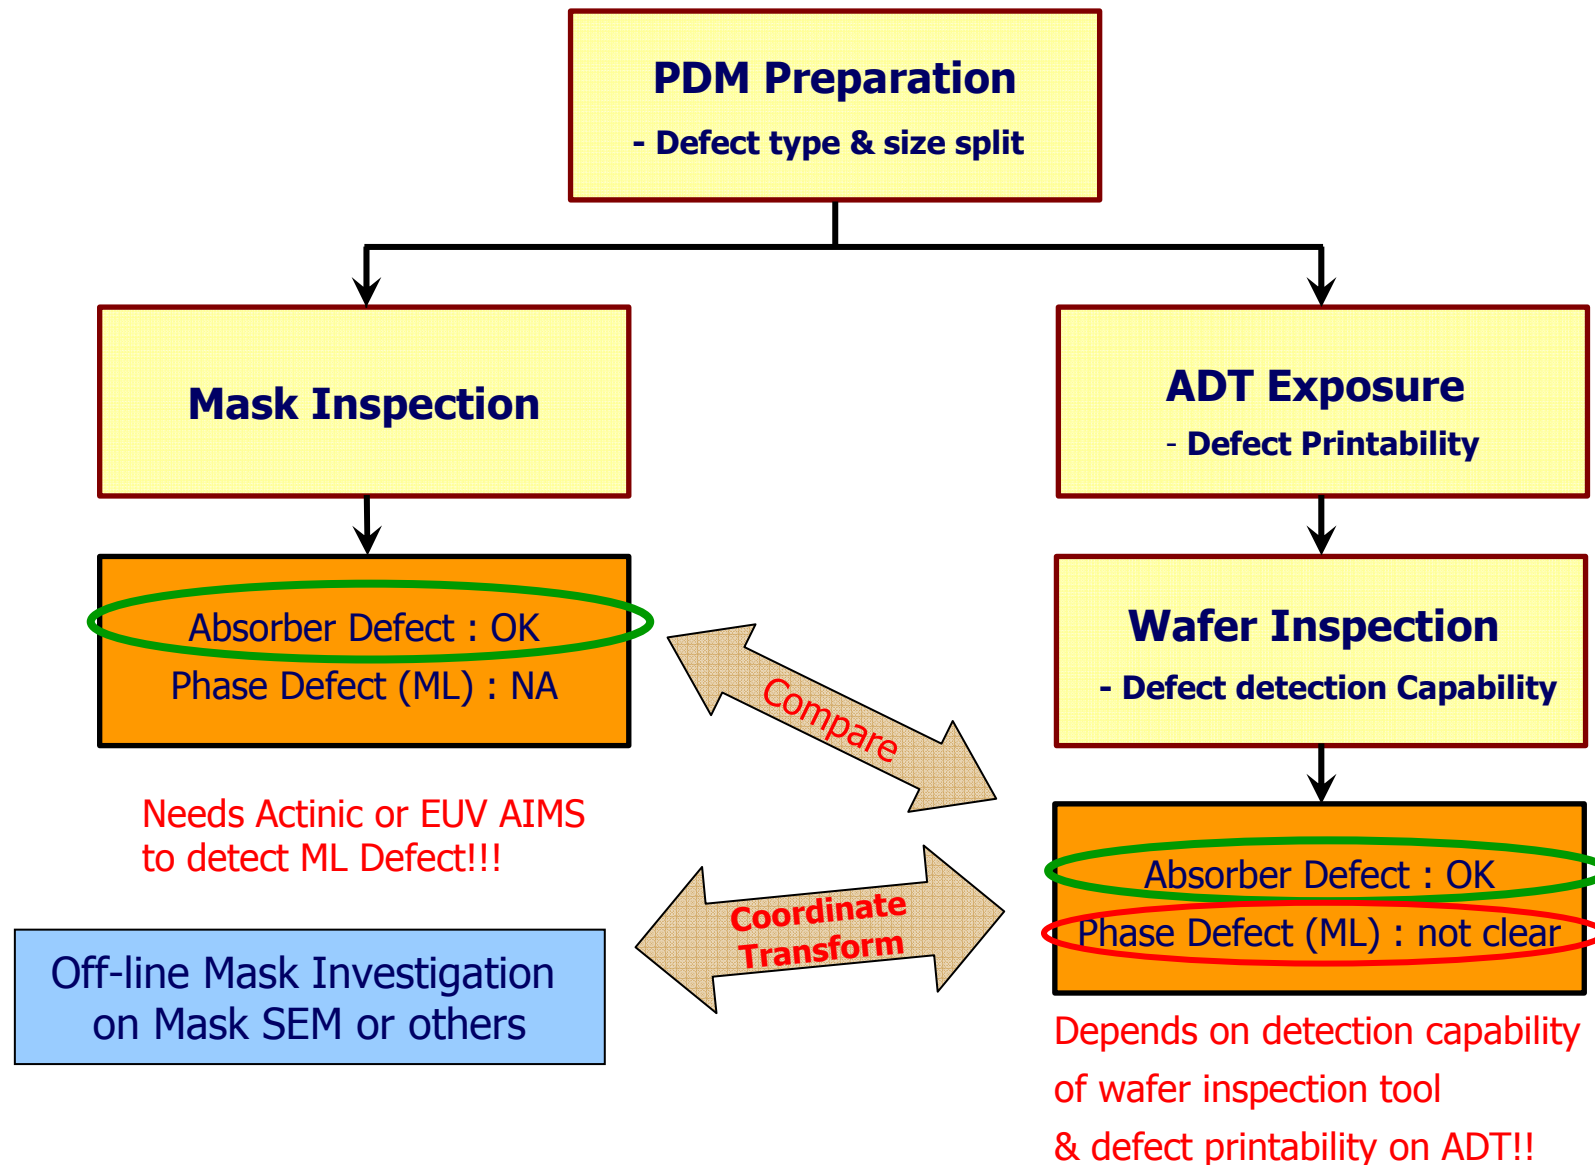 PDM Preparation
- Defect type & size split
Mask Inspection
ADT Exposure
- Defect Printability
Absorber Defect : OK
Phase Defect (ML) : NA
Wafer Inspection
- Defect detection Capability
Compare
Needs Actinic or EUV AIMS
to detect ML Defect!!!
Absorber Defect : OK
Phase Defect (ML) : not clear
Coordinate
Transform
Off-line Mask Investigation
on Mask SEM or others
Depends on detection capability
of wafer inspection tool
& defect printability on ADT!!